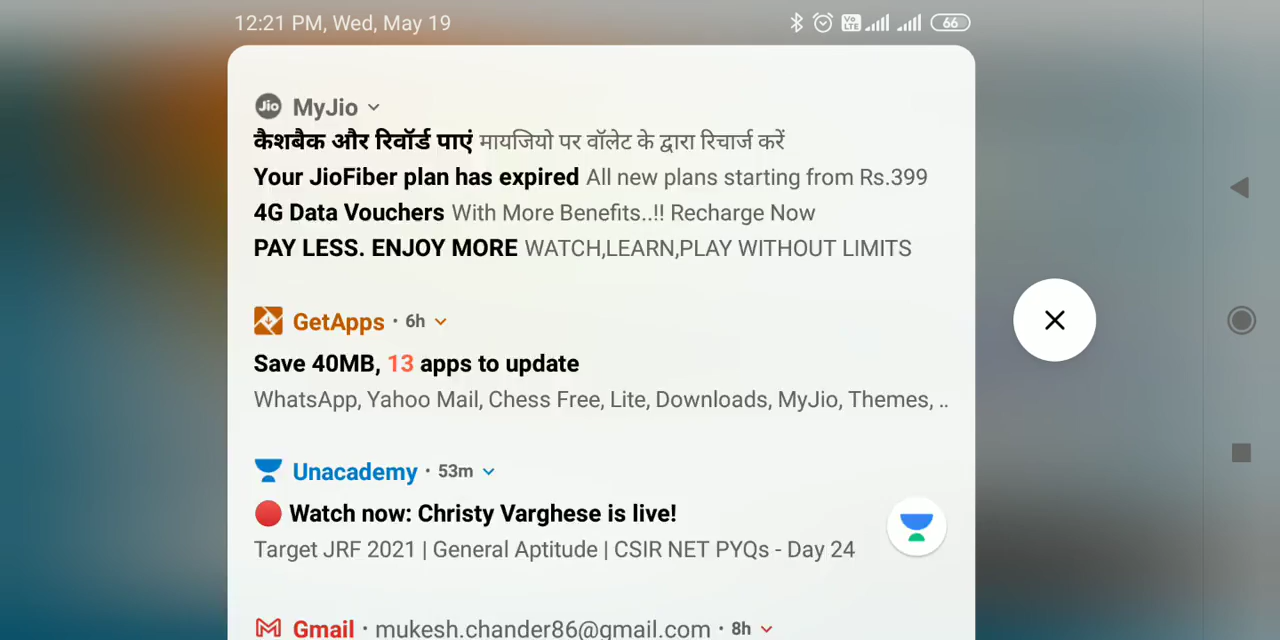 12:21 PM, Wed, May 19
Vo LTE 66
Jio MyJio
कैशबैक और रिवॉर्ड पाएं मायजियो पर वॉलेट के द्वारा रिचार्ज करें
Your JioFiber plan has expired All new plans starting from Rs.399
4G Data Vouchers With More Benefits..!! Recharge Now
PAY LESS. ENJOY MORE WATCH,LEARN,PLAY WITHOUT LIMITS
GetApps · 6h
Save 40MB, 13 apps to update
WhatsApp, Yahoo Mail, Chess Free, Lite, Downloads, MyJio, Themes, ..
Unacademy · 53m
Watch now: Christy Varghese is live!
Target JRF 2021 | General Aptitude | CSIR NET PYQs - Day 24
Gmail · mukesh.chander86@gmail.com · 8h